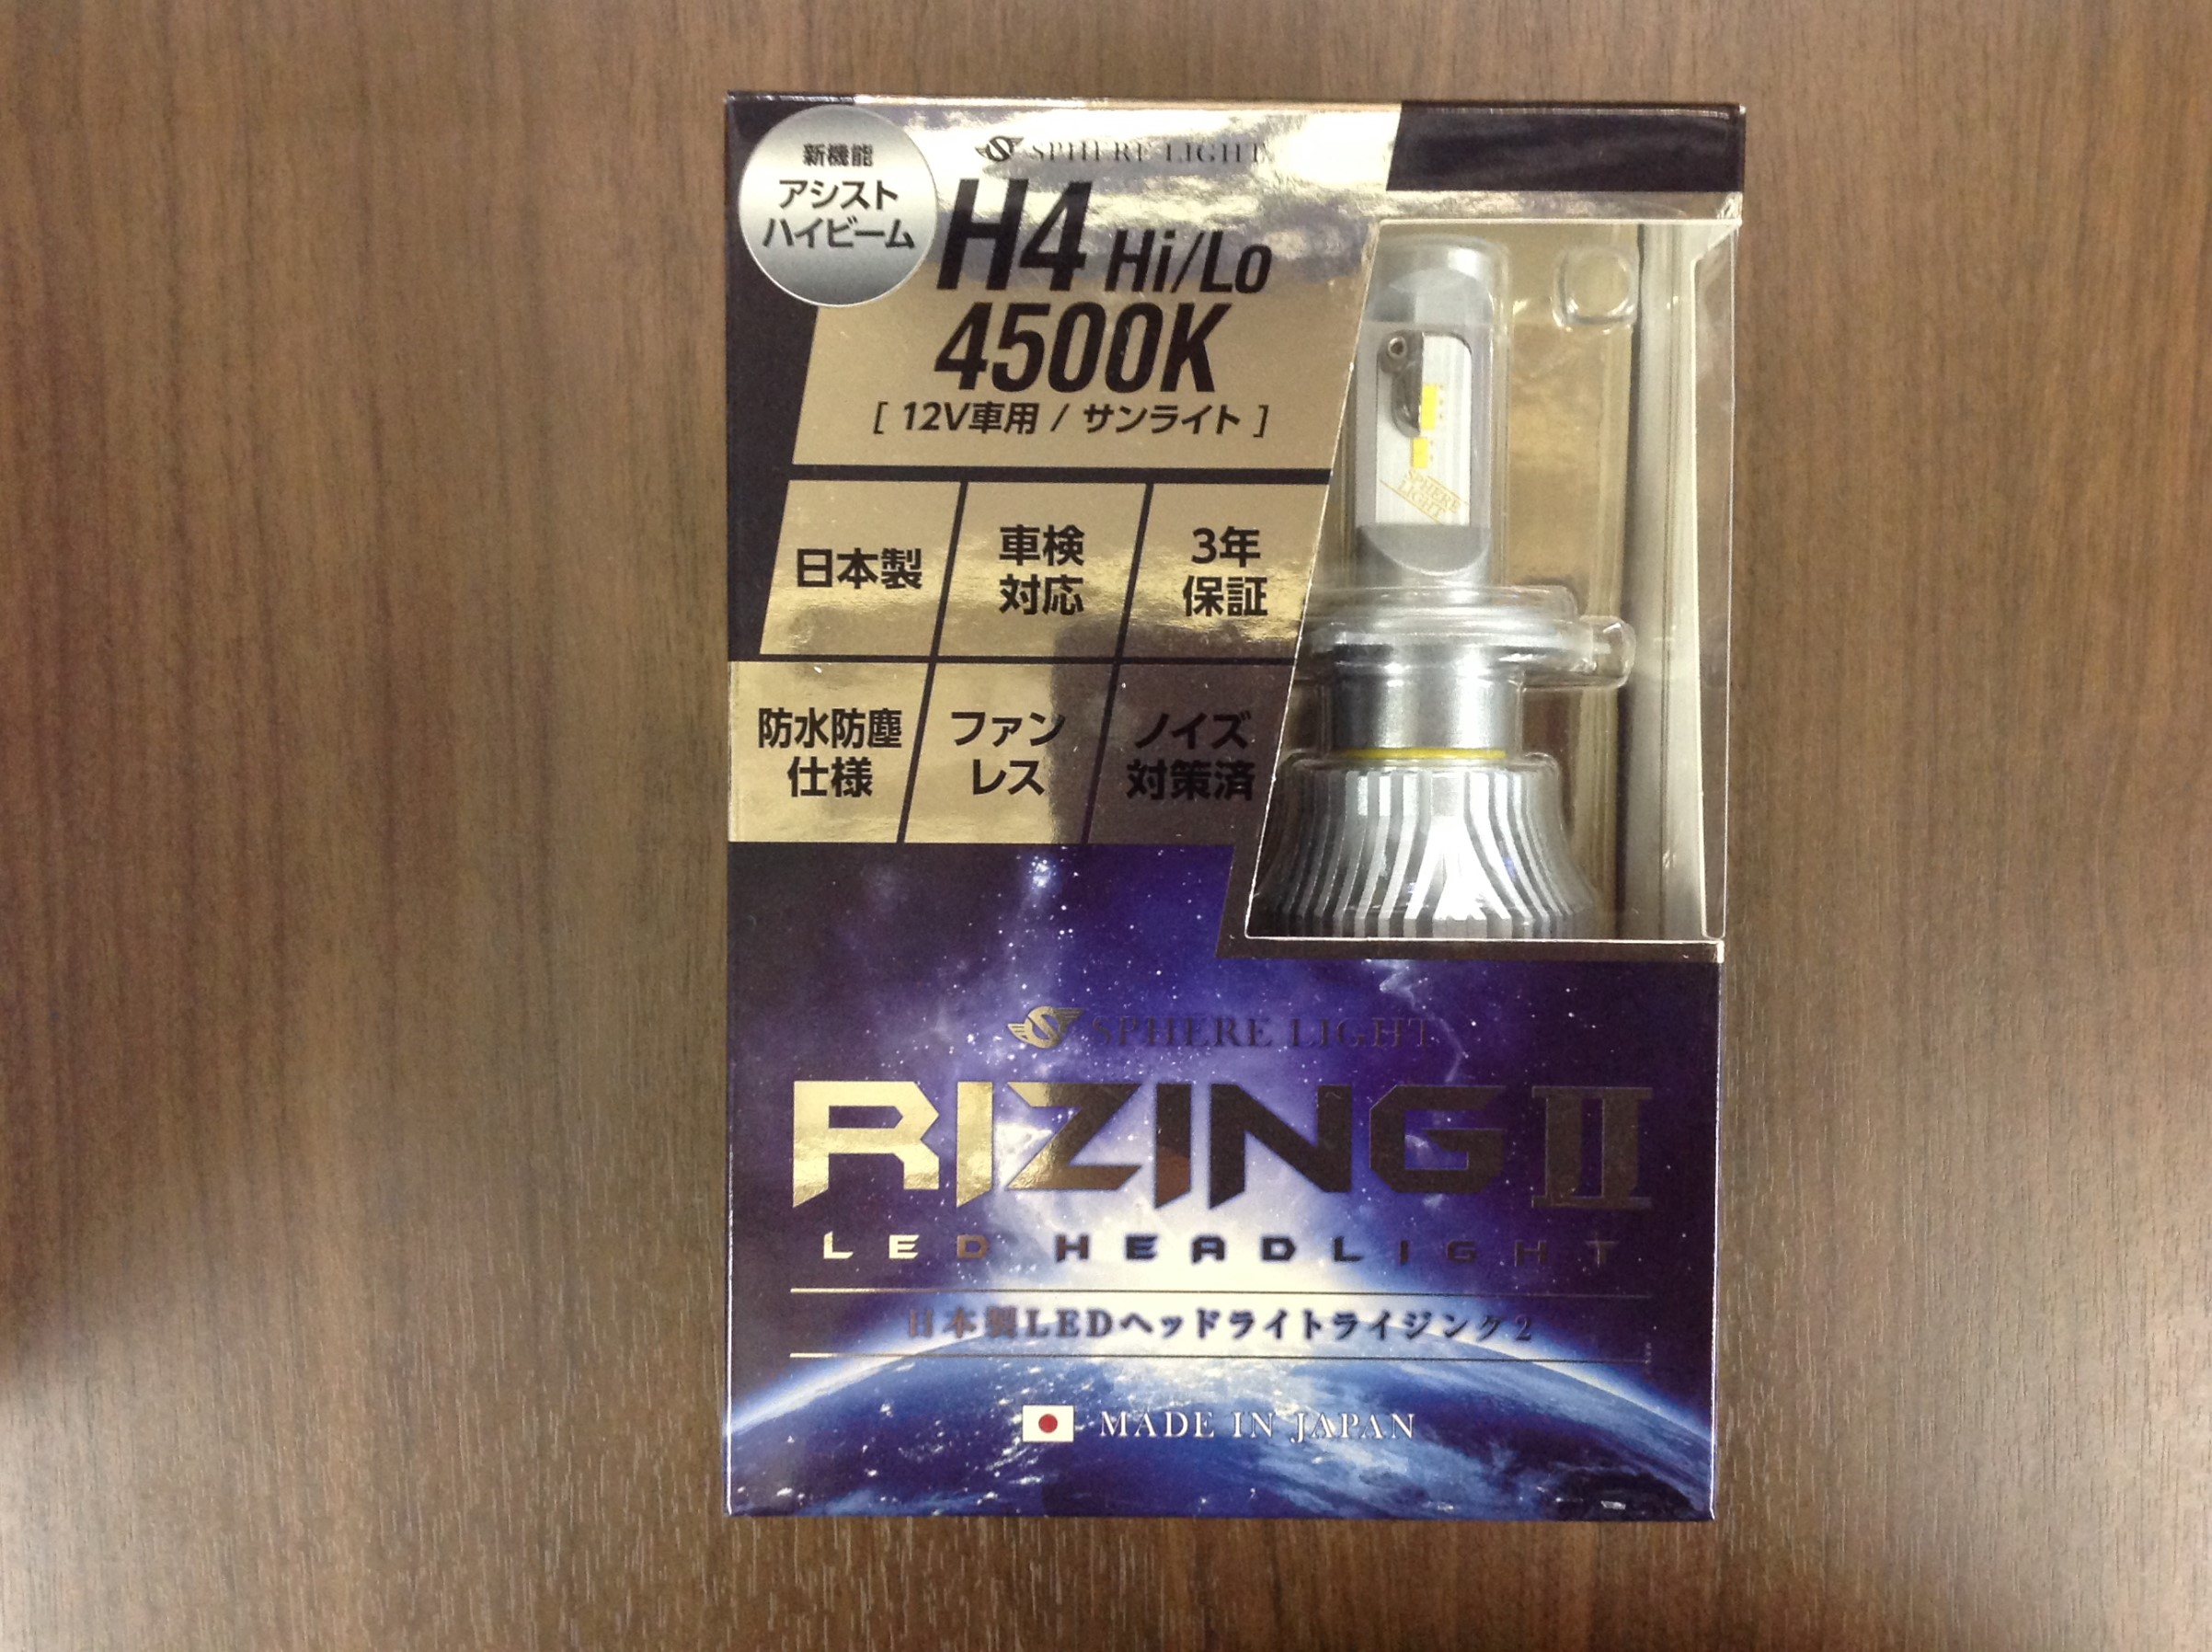 新機能
アシスト
ハイビーム
SPHERE LIGHT
H4 Hi/Lo
4500K
[ 12V車用 / サンライト ]
SPHERE
LIGHT
日本製
車検
対応
3年
保証
防水防塵
仕様
ファン
レス
ノイズ
対策済
SPHERE LIGHT
RIZING II
LED HEADLIGHT
日本製LEDヘッドライトライジング2
MADE IN JAPAN